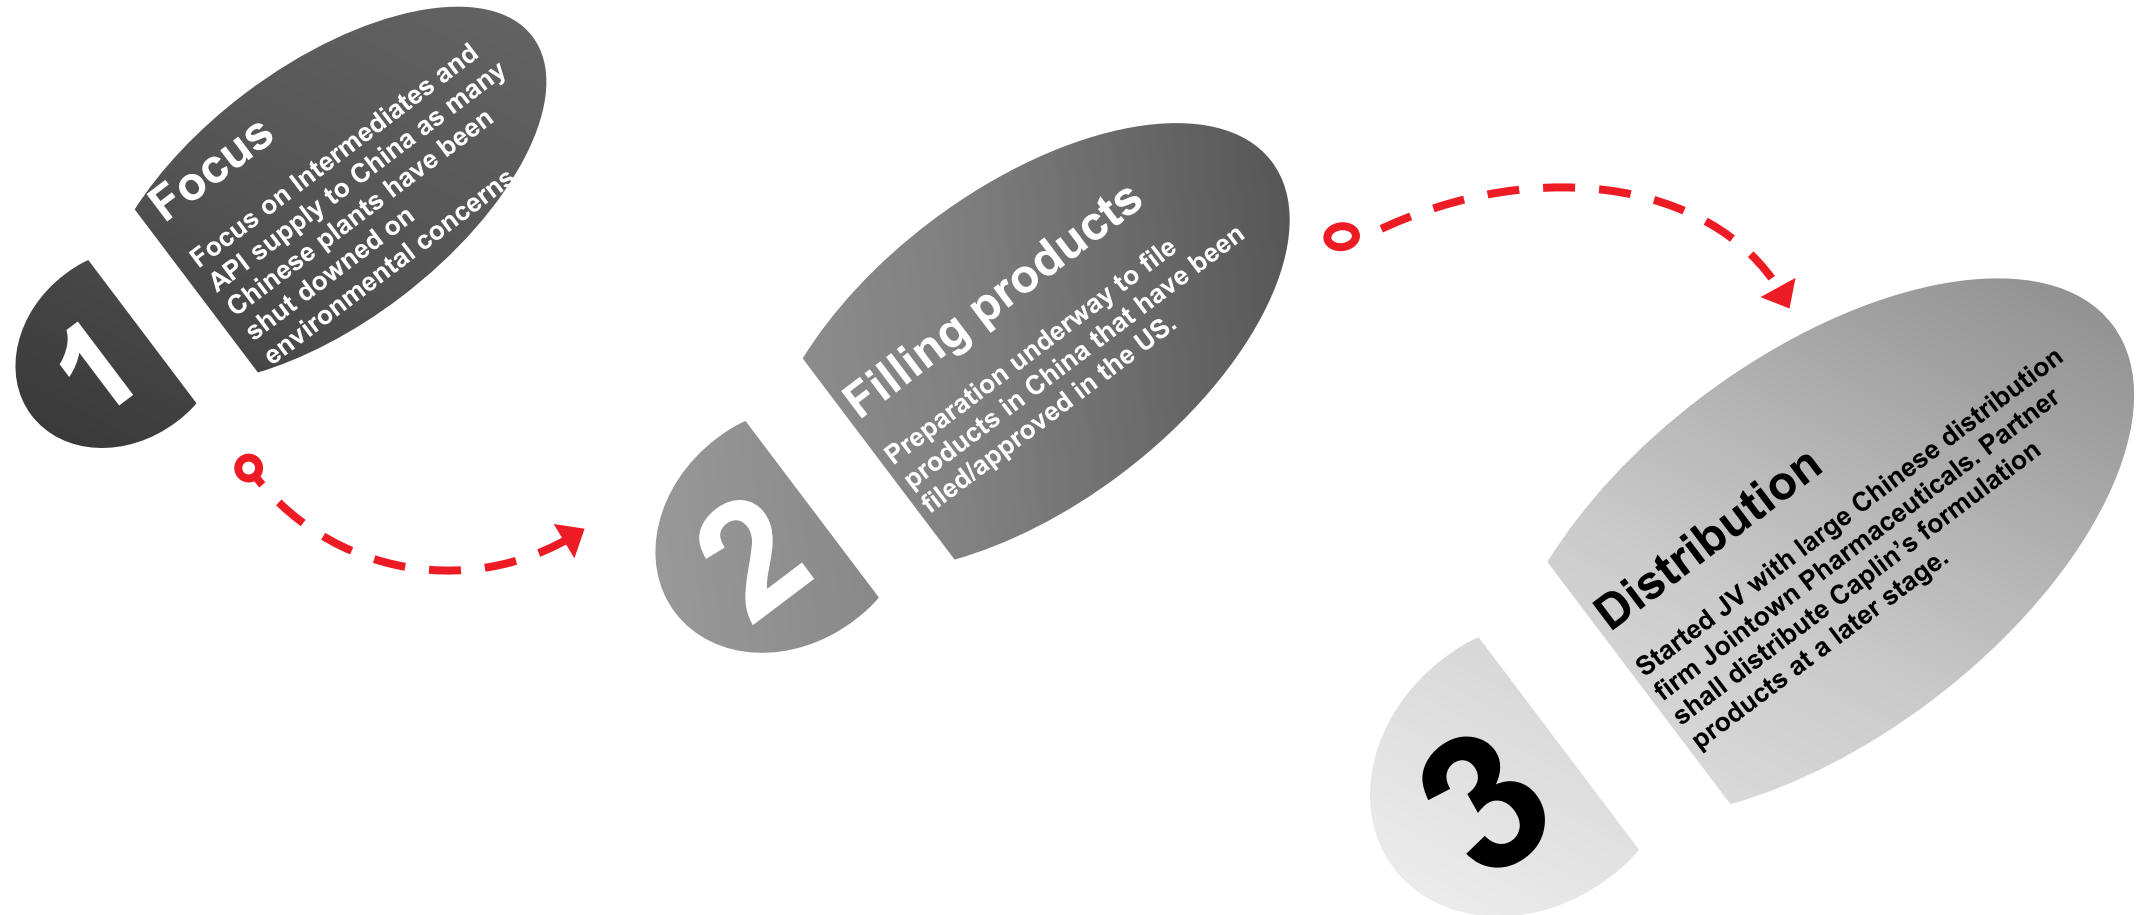 1
Focus
Focus on Intermediates and
API supply to China as many
Chinese plants have been
shut downed on
environmental concerns
2
Filling products
Preparation underway to file
products in China that have been
filed/approved in the US.
3
Distribution
Started JV with large Chinese distribution
firm Jointown Pharmaceuticals. Partner
shall distribute Caplin’s formulation
products at a later stage.